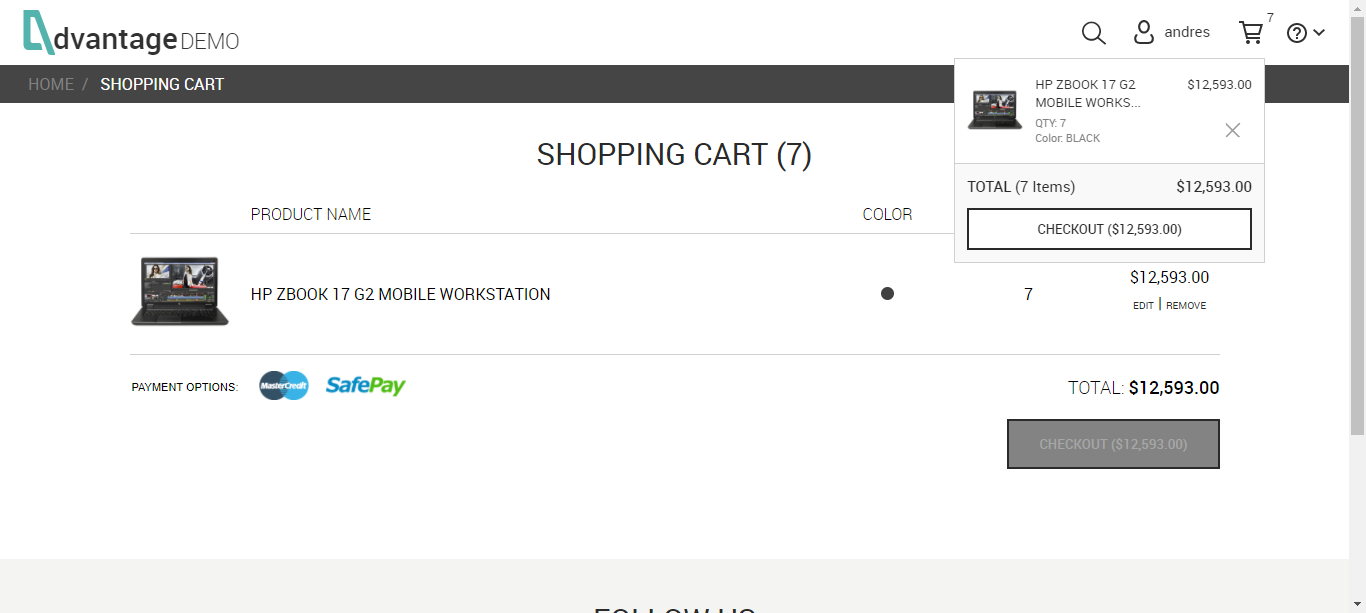 dvantage DEMO
andres
7
HOME / SHOPPING CART
HP ZBOOK 17 G2
MOBILE WORKS...
$12,593.00
QTY: 7
Color: BLACK
TOTAL (7 Items) $12,593.00
CHECKOUT ($12,593.00)
SHOPPING CART (7)
PRODUCT NAME COLOR
HP ZBOOK 17 G2 MOBILE WORKSTATION 7 $12,593.00
EDIT | REMOVE
PAYMENT OPTIONS: MasterCredit SafePay TOTAL: $12,593.00
CHECKOUT ($12,593.00)
FOLLOW US